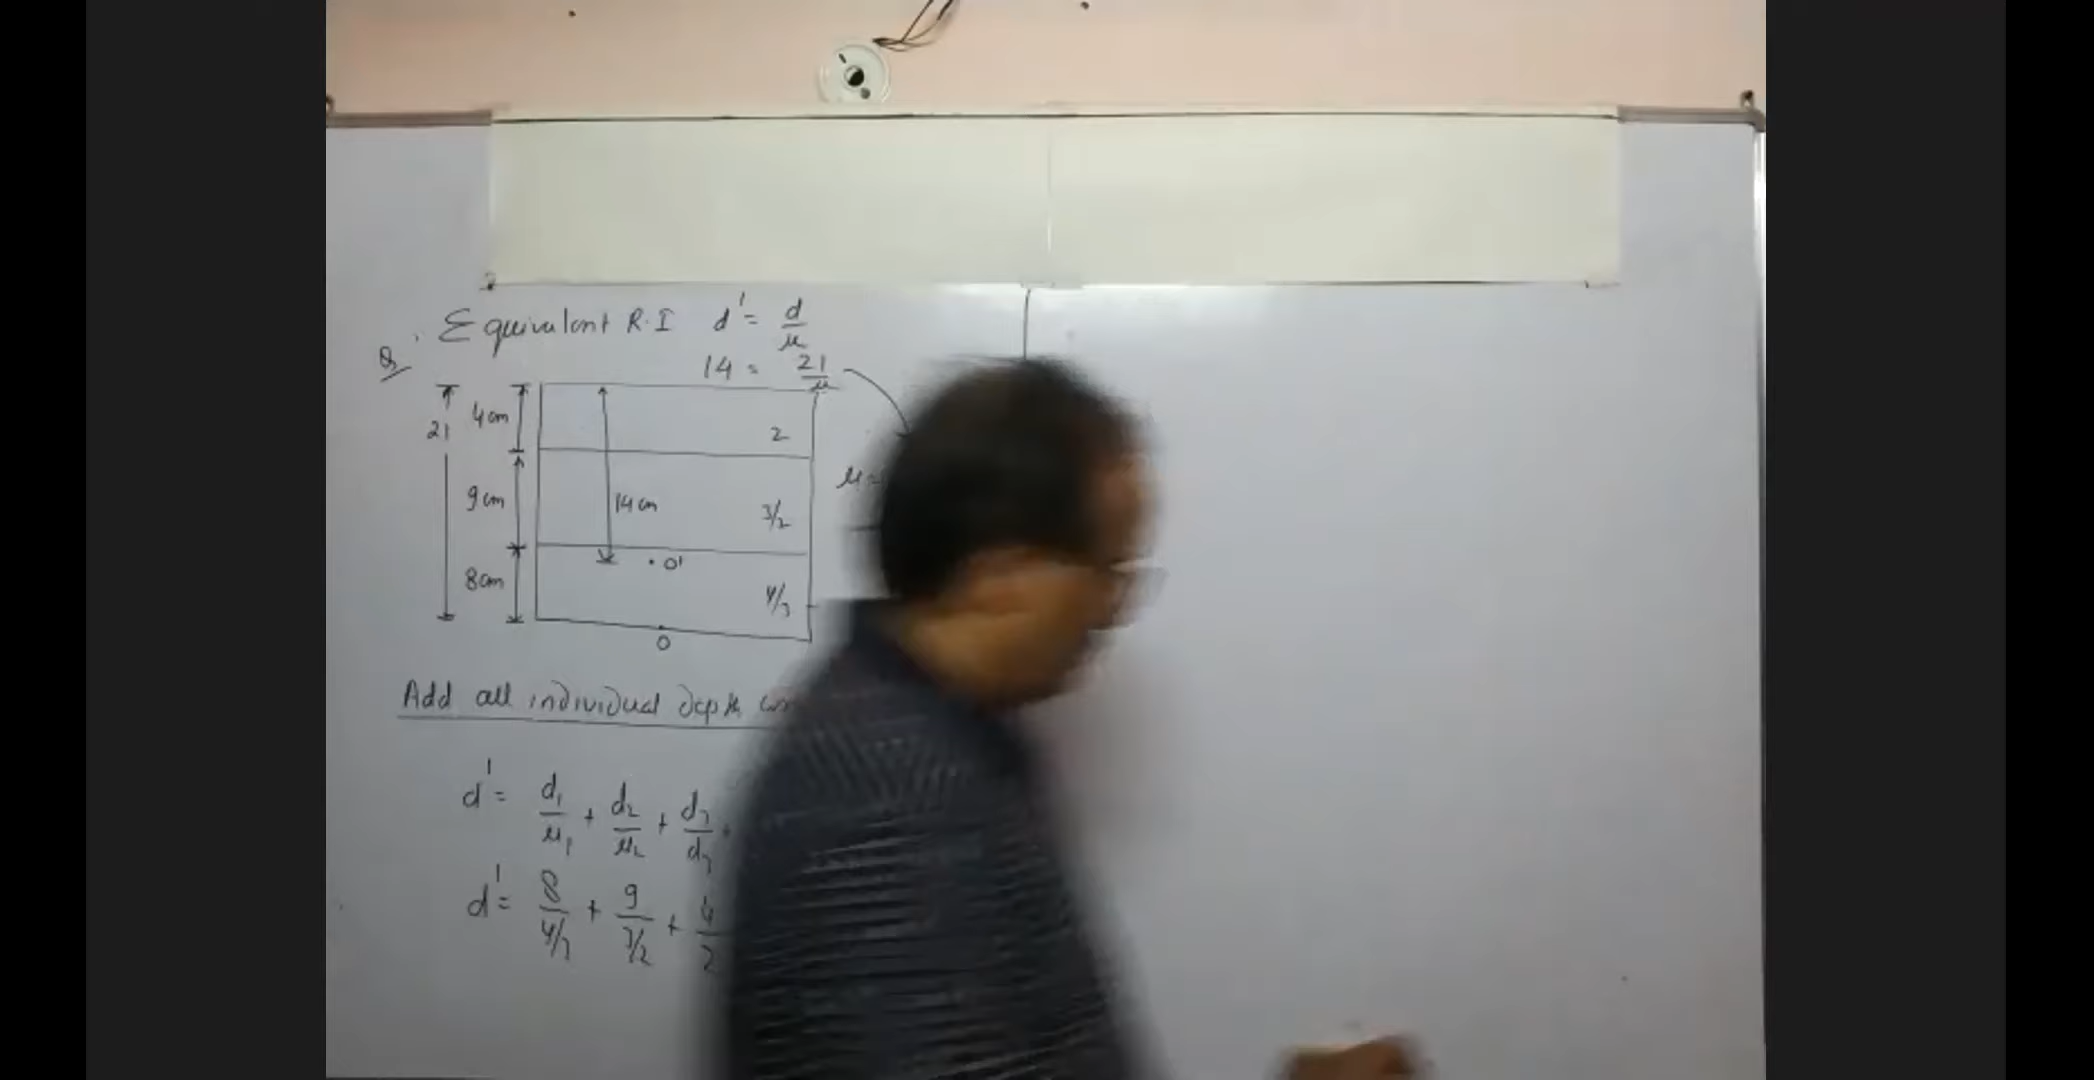 Q. Equivalent R.I d' = d/μ
14 = 21/μ
4 cm
21
2
9 cm
14 cm
3/2
μ =
. O'
8 cm
4/3
O
Add all individual depth
d' = d₁/μ₁ + d₂/μ₂ + d₃/d₃
d' = 8/4/3 + 9/3/2 + 4/2